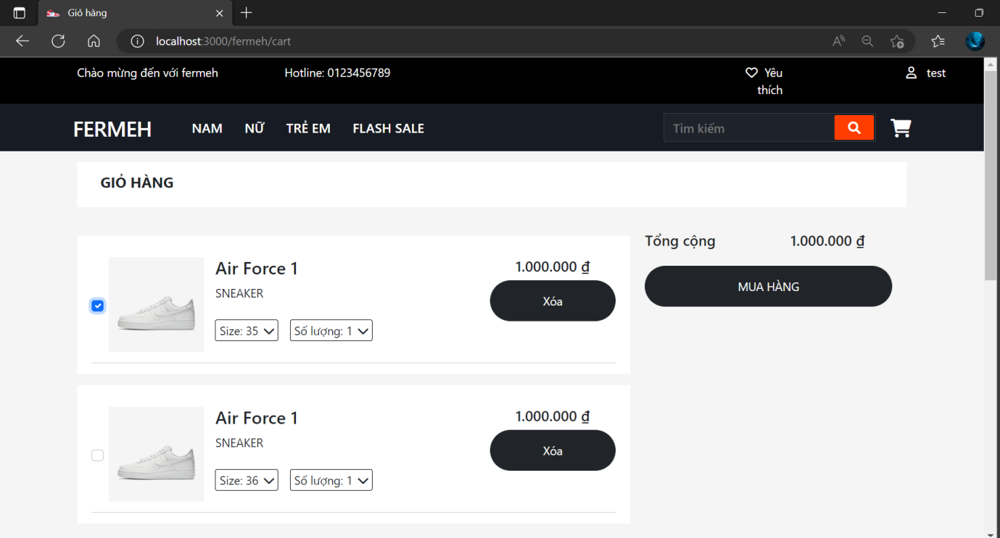 Giỏ hàng
localhost:3000/fermeh/cart
Chào mừng đến với fermeh
Hotline: 0123456789
Yêu
thích
test
FERMEH
NAM
NỮ
TRẺ EM
FLASH SALE
Tìm kiếm
GIỎ HÀNG
Air Force 1
SNEAKER
Size: 35
Số lượng: 1
1.000.000 ₫
Xóa
Tổng cộng
1.000.000 ₫
MUA HÀNG
Air Force 1
SNEAKER
Size: 36
Số lượng: 1
1.000.000 ₫
Xóa